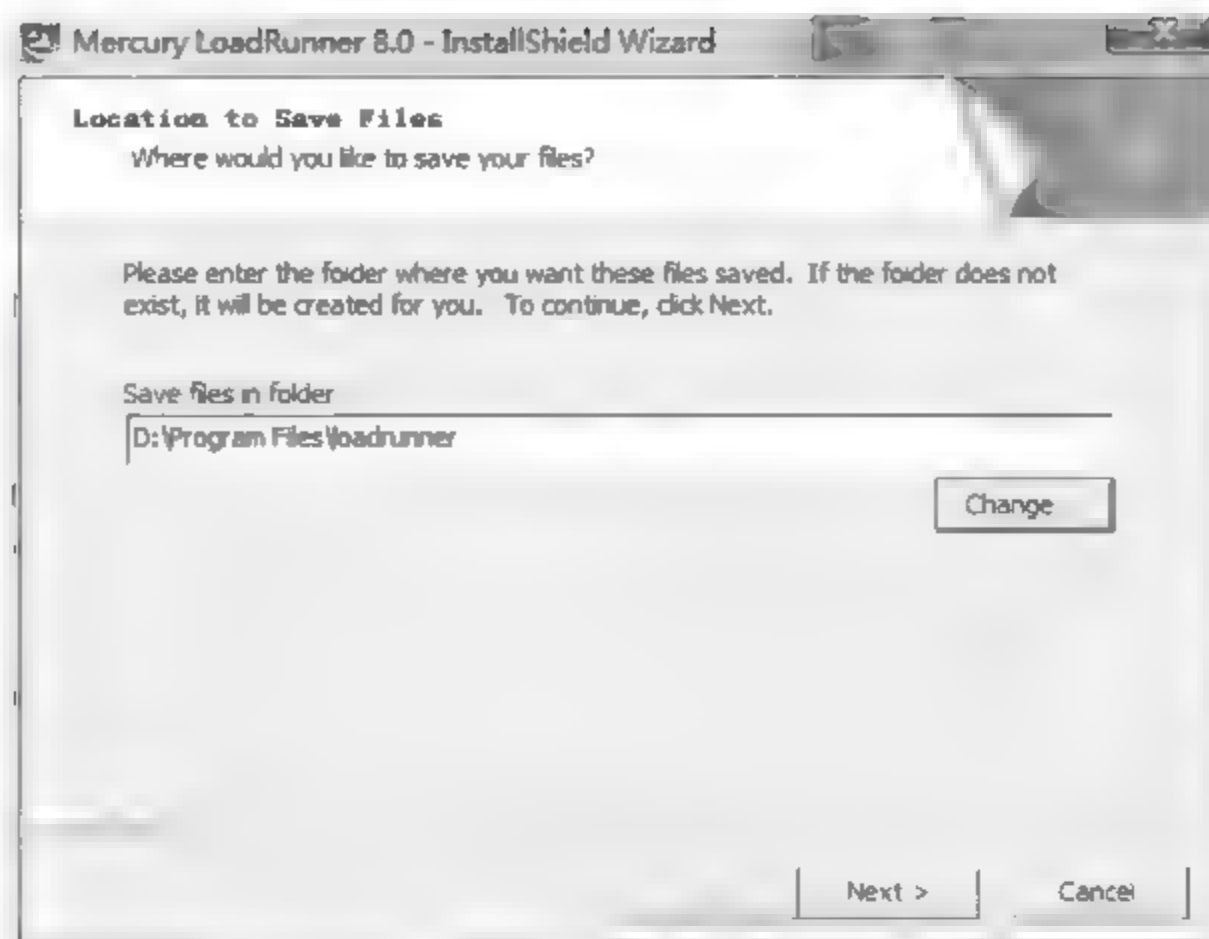 Mercury LoadRunner 8.0 - InstallShield Wizard
Location to Save Files
Where would you like to save your files?
Please enter the folder where you want these files saved. If the folder does not
exist, it will be created for you. To continue, click Next.
Save files in folder
D:\Program Files\loadrunner
Change
Next >
Cancel